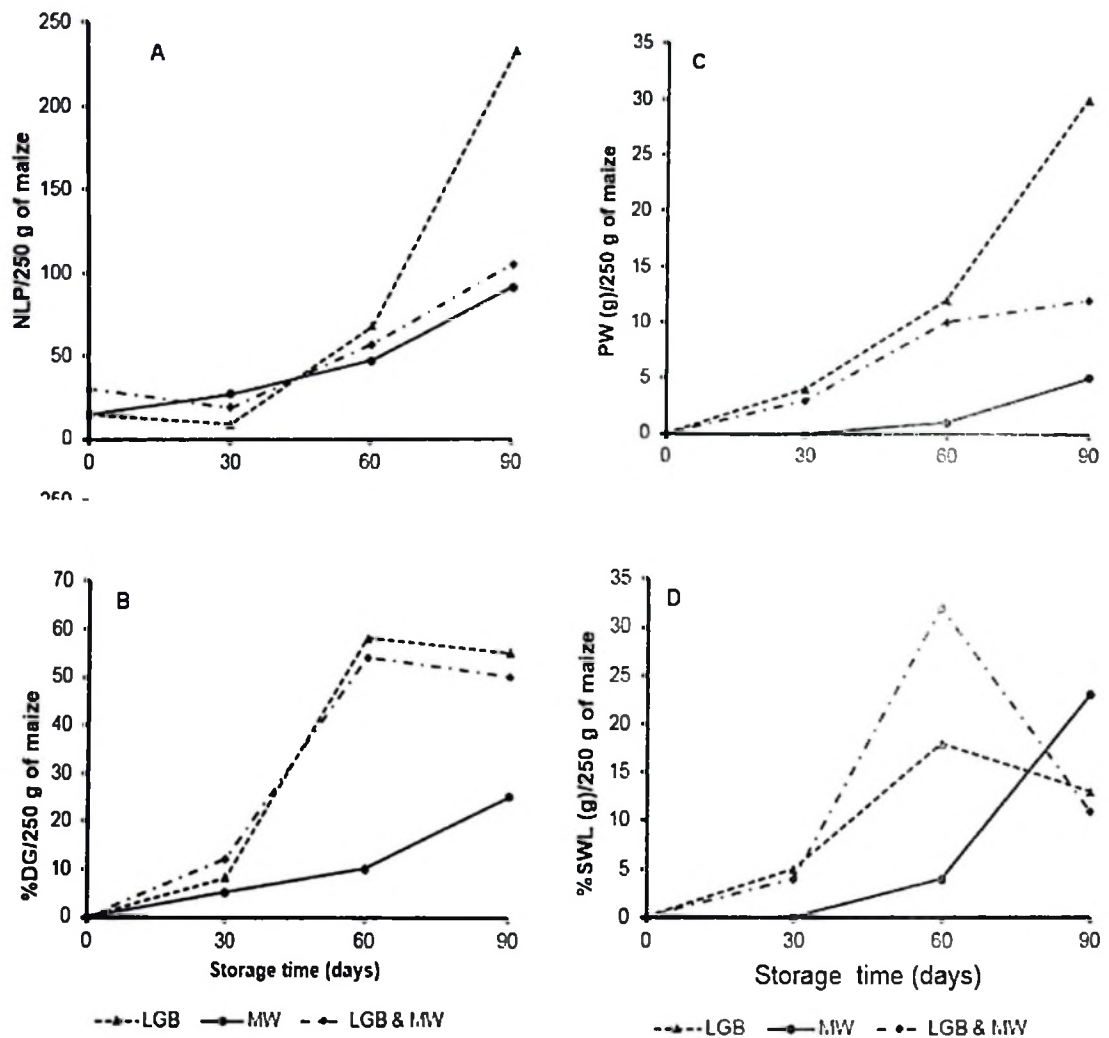 A
NLP/250 g of maize
250
200
150
100
50
0
0 30 60 90
C
PW (g)/250 g of maize
35
30
25
20
15
10
5
0
0 30 60 90
250
B
%DG/250 g of maize
70
60
50
40
30
20
10
0
0 30 60 90
Storage time (days)
LGB MW LGB & MW
D
%SWL (g)/250 g of maize
35
30
25
20
15
10
5
0
0 30 60 90
Storage time (days)
LGB MW LGB & MW